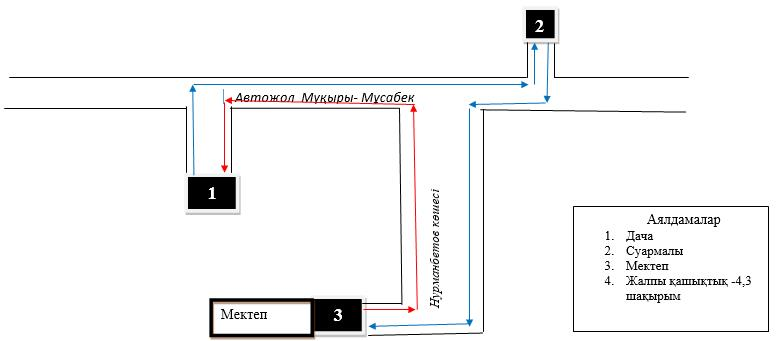 2
Автожол Мұқыры- Мұсабек
1
Нурманбетов көшесі
Мектеп
3
Аялдамалар
1. Дача
2. Суармалы
3. Мектеп
4. Жалпы қашықтық -4,3
шақырым